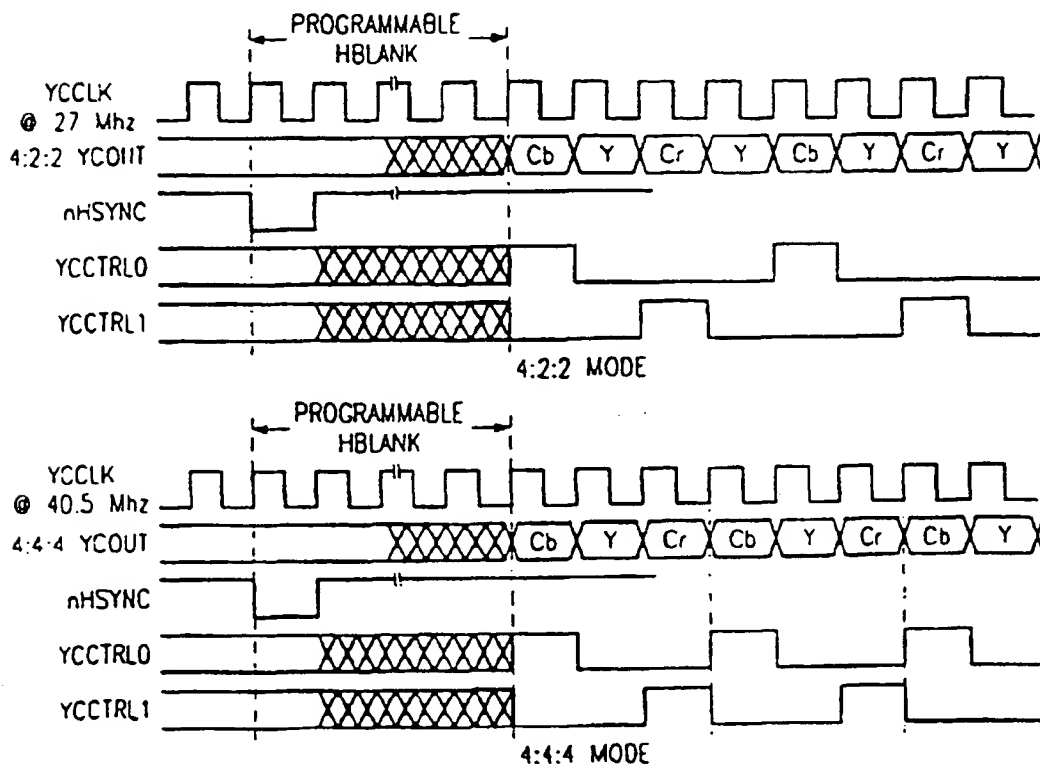 PROGRAMMABLE
HBLANK
YCCLK
@ 27 Mhz
4:2:2 YCOUT
Cb Y Cr Y Cb Y Cr Y
nHSYNC
YCCTRL0
YCCTRL1
4:2:2 MODE
PROGRAMMABLE
HBLANK
YCCLK
@ 40.5 Mhz
4:4:4 YCOUT
Cb Y Cr Cb Y Cr Cb Y
nHSYNC
YCCTRL0
YCCTRL1
4:4:4 MODE